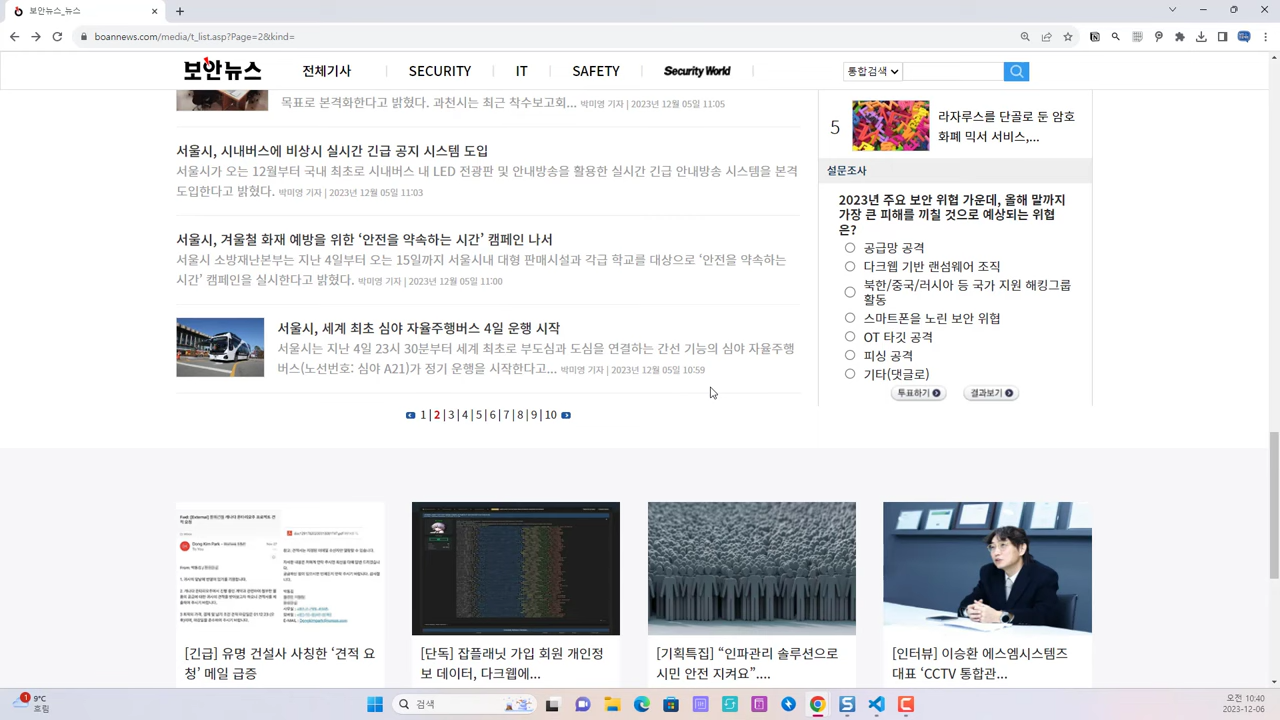 보안뉴스_뉴스
boannews.com/media/t_list.asp?Page=2&kind=
보안뉴스
전체기사 | SECURITY | IT | SAFETY | Security World |
통합검색
목표로 본격화한다고 밝혔다. 과천시는 최근 착수보고회... 박미영 기자 | 2023년 12월 05일 11:05
서울시, 시내버스에 비상시 실시간 긴급 공지 시스템 도입
서울시가 오는 12월부터 국내 최초로 시내버스 내 LED 전광판 및 안내방송을 활용한 실시간 긴급 안내방송 시스템을 본격
도입한다고 밝혔다. 박미영 기자 | 2023년 12월 05일 11:03
서울시, 겨울철 화재 예방을 위한 ‘안전을 약속하는 시간’ 캠페인 나서
서울시 소방재난본부는 지난 4일부터 오는 15일까지 서울시내 대형 판매시설과 각급 학교를 대상으로 ‘안전을 약속하는
시간’ 캠페인을 실시한다고 밝혔다. 박미영 기자 | 2023년 12월 05일 11:00
서울시, 세계 최초 심야 자율주행버스 4일 운행 시작
서울시는 지난 4일 23시 30분부터 세계 최초로 부도심과 도심을 연결하는 간선 기능의 심야 자율주행
버스(노선번호: 심야 A21)가 정기 운행을 시작한다고... 박미영 기자 | 2023년 12월 05일 10:59
1 | 2 | 3 | 4 | 5 | 6 | 7 | 8 | 9 | 10
5
라자루스를 단골로 둔 암호
화폐 믹서 서비스,...
설문조사
2023년 주요 보안 위협 가운데, 올해 말까지
가장 큰 피해를 끼칠 것으로 예상되는 위협
은?
공급망 공격
다크웹 기반 랜섬웨어 조직
북한/중국/러시아 등 국가 지원 해킹그룹
활동
스마트폰을 노린 보안 위협
OT 타깃 공격
피싱 공격
기타(댓글로)
투표하기 결과보기
[긴급] 유명 건설사 사칭한 ‘견적 요
청’ 메일 급증
[단독] 잡플래닛 가입 회원 개인정
보 데이터, 다크웹에...
[기획특집] “인파관리 솔루션으로
시민 안전 지켜요”....
[인터뷰] 이승환 에스엠시스템즈
대표 ‘CCTV 통합관...
1
9°C
흐림
검색
오전 10:40
2023-12-06